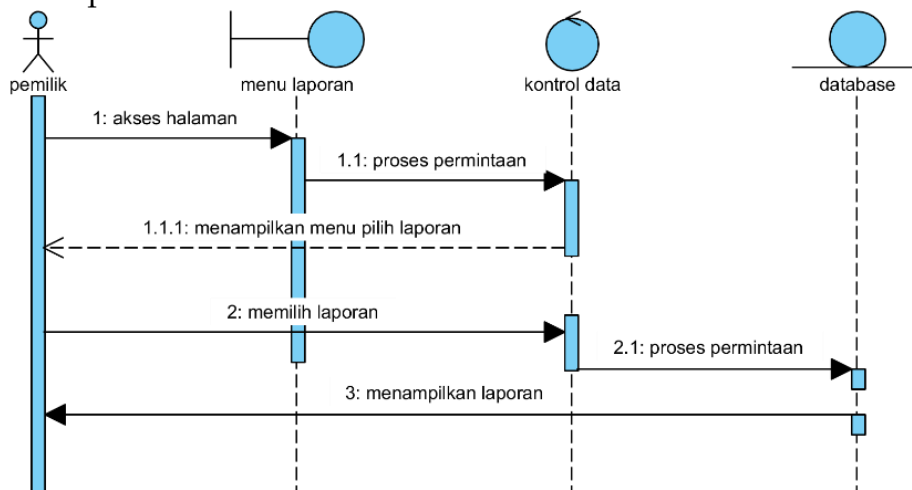 pemilik
menu laporan
kontrol data
database
1: akses halaman
1.1: proses permintaan
1.1.1: menampilkan menu pilih laporan
2: memilih laporan
2.1: proses permintaan
3: menampilkan laporan